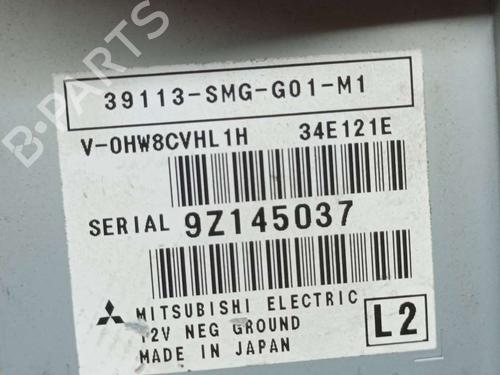 B-PARTS
39113-SMG-G01-M1
V-0HW8CVHL1H 34E121E
SERIAL 9Z145037
MITSUBISHI ELECTRIC
12V NEG GROUND
MADE IN JAPAN
L2